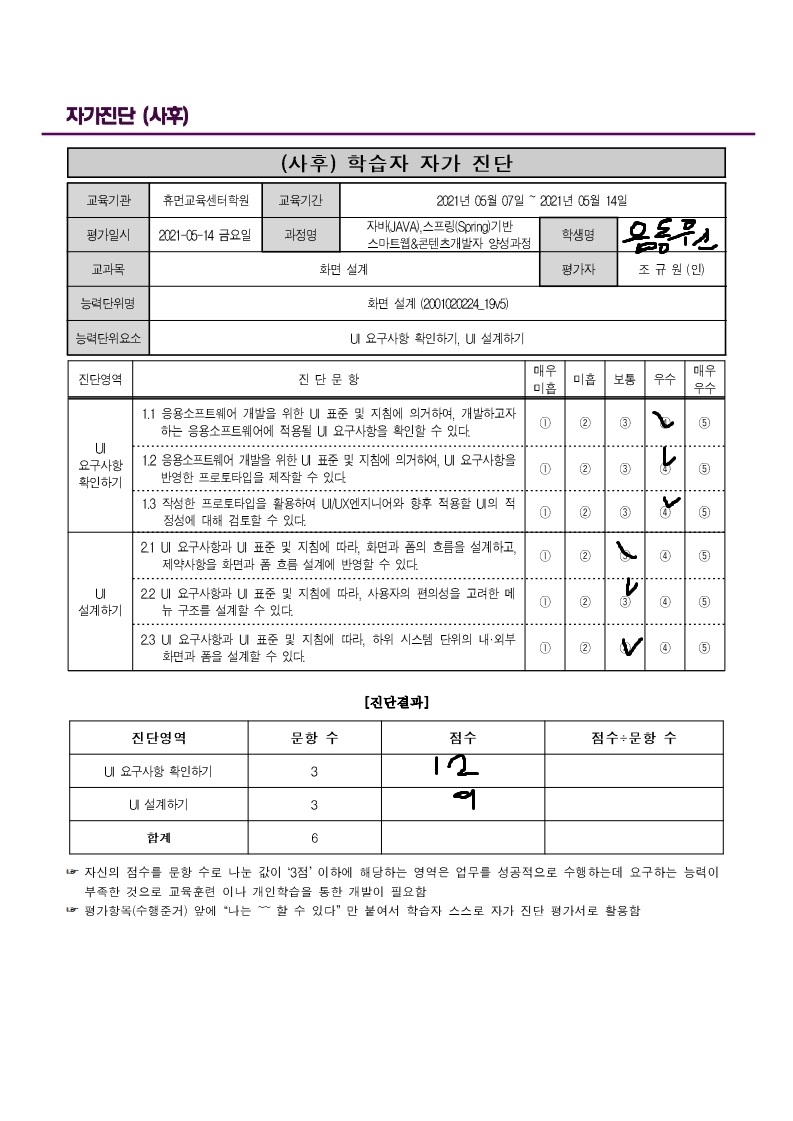 자가진단 (사후)
(사후) 학습자 자가 진단
교육기관 휴먼교육센터학원 교육기간 2021년 05월 07일 ~ 2021년 05월 14일
평가일시 2021-05-14 금요일 과정명 자바(JAVA),스프링(Spring)기반
스마트웹&콘텐츠개발자 양성과정 학생명
교과목 화면 설계 평가자 조 규 원 (인)
능력단위명 화면 설계 (2001020224_19v5)
능력단위요소 UI 요구사항 확인하기, UI 설계하기
진단영역 진 단 문 항 매우 미흡 미흡 보통 우수 매우 우수
UI 요구사항 확인하기
1.1 응용소프트웨어 개발을 위한 UI 표준 및 지침에 의거하여, 개발하고자
하는 응용소프트웨어에 적용될 UI 요구사항을 확인할 수 있다. ① ② ③ ④ ⑤
1.2 응용소프트웨어 개발을 위한 UI 표준 및 지침에 의거하여, UI 요구사항을
반영한 프로토타입을 제작할 수 있다. ① ② ③ ④ ⑤
1.3 작성한 프로토타입을 활용하여 UI/UX엔지니어와 향후 적용할 UI의 적
정성에 대해 검토할 수 있다. ① ② ③ ④ ⑤
UI 설계하기
2.1 UI 요구사항과 UI 표준 및 지침에 따라, 화면과 폼의 흐름을 설계하고,
제약사항을 화면과 폼 흐름 설계에 반영할 수 있다. ① ② ③ ④ ⑤
2.2 UI 요구사항과 UI 표준 및 지침에 따라, 사용자의 편의성을 고려한 메
뉴 구조를 설계할 수 있다. ① ② ③ ④ ⑤
2.3 UI 요구사항과 UI 표준 및 지침에 따라, 하위 시스템 단위의 내·외부
화면과 폼을 설계할 수 있다. ① ② ③ ④ ⑤
[진단결과]
진단영역 문항 수 점수 점수÷문항 수
UI 요구사항 확인하기 3 12
UI 설계하기 3 9
합계 6
☞ 자신의 점수를 문항 수로 나눈 값이 ‘3점’ 이하에 해당하는 영역은 업무를 성공적으로 수행하는데 요구하는 능력이
부족한 것으로 교육훈련 이나 개인학습을 통한 개발이 필요함
☞ 평가항목(수행준거) 앞에 “나는 ~~ 할 수 있다” 만 붙여서 학습자 스스로 자가 진단 평가서로 활용함